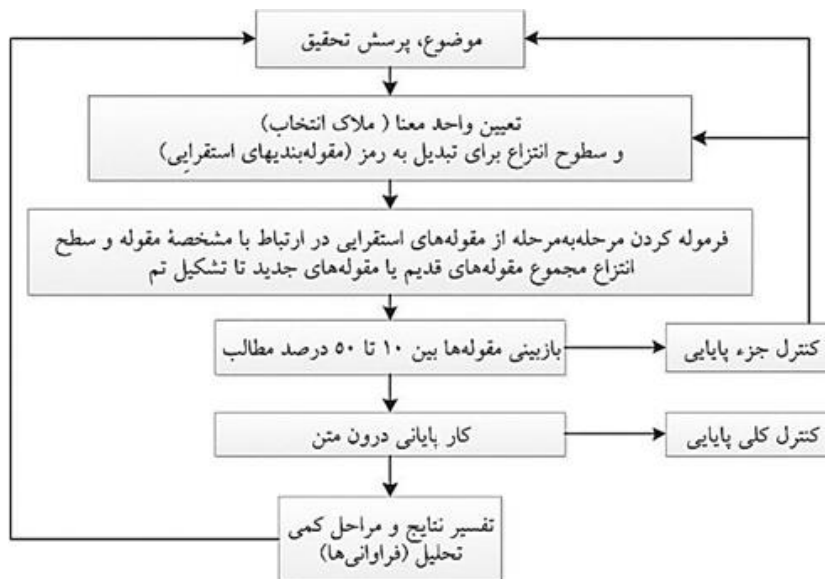 موضوع، پرسش تحقیق
تعیین واحد معنا ( ملاک انتخاب)
و سطوح انتزاع برای تبدیل به رمز (مقوله‌بندیهای استقرایِی)
فرموله کردن مرحله‌به‌مرحله از مقوله‌های استقرایی در ارتباط با مشخصهٔ مقوله و سطح
انتزاع مجموع مقوله‌های قدیم یا مقوله‌های جدید تا تشکیل تم
بازبینی مقوله‌ها بین ۱۰ تا ۵۰ درصد مطالب
کنترل جزء پایایی
کار پایانی درون متن
کنترل کلی پایایی
تفسیر نتایج و مراحل کمی
تحلیل (فراوانی‌ها)